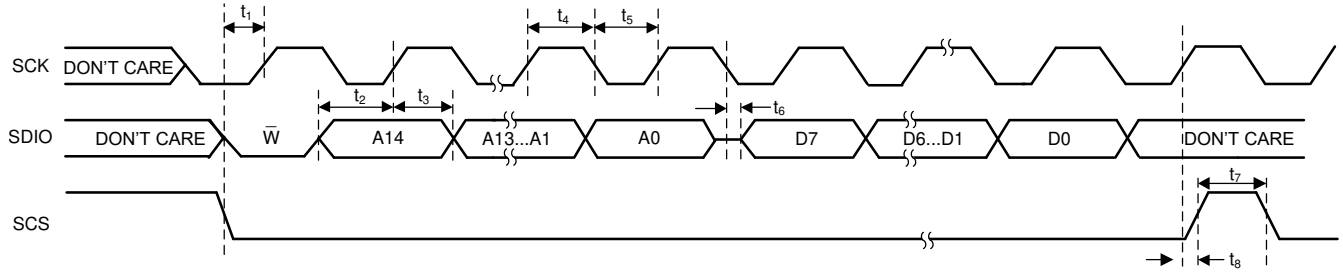 t1
t4
t5
SCK
DON'T CARE
t2
t3
t6
SDIO
DON'T CARE
W̅
A14
A13...A1
A0
D7
D6...D1
D0
DON'T CARE
t7
SCS
t8